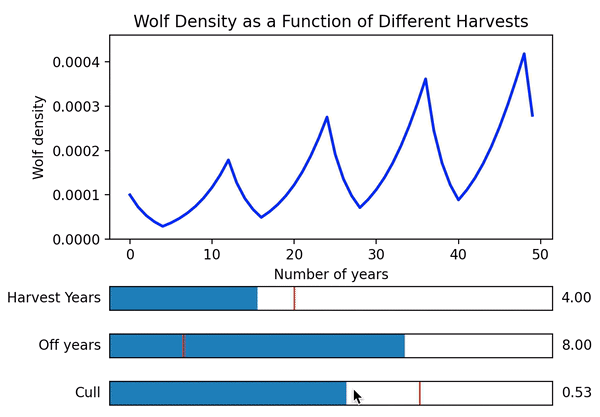 Wolf Density as a Function of Different Harvests
0.0004
0.0003
0.0002
0.0001
0.0000
Wolf density
0 10 20 30 40 50
Number of years
Harvest Years 4.00
Off years 8.00
Cull 0.53